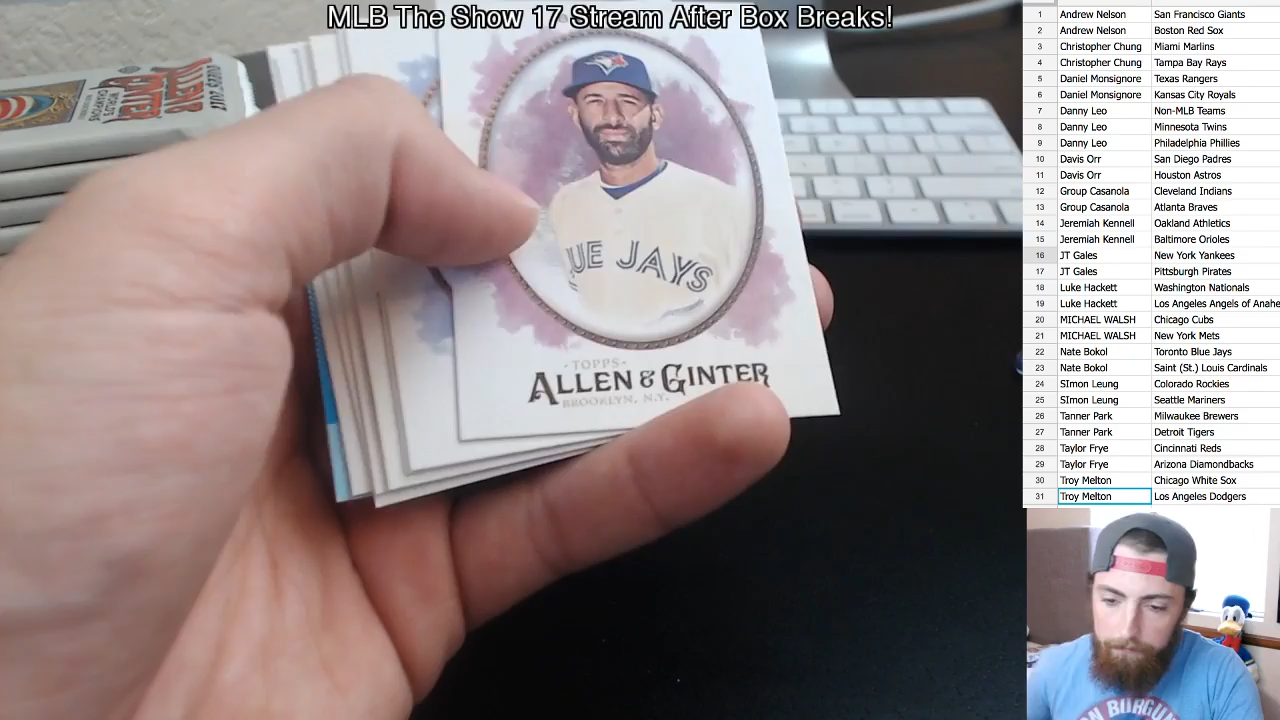 MLB The Show 17 Stream After Box Breaks!
1 Andrew Nelson San Francisco Giants
2 Andrew Nelson Boston Red Sox
3 Christopher Chung Miami Marlins
4 Christopher Chung Tampa Bay Rays
5 Daniel Monsignore Texas Rangers
6 Daniel Monsignore Kansas City Royals
7 Danny Leo Non-MLB Teams
8 Danny Leo Minnesota Twins
9 Danny Leo Philadelphia Phillies
10 Davis Orr San Diego Padres
11 Davis Orr Houston Astros
12 Group Casanola Cleveland Indians
13 Group Casanola Atlanta Braves
14 Jeremiah Kennell Oakland Athletics
15 Jeremiah Kennell Baltimore Orioles
16 JT Gales New York Yankees
17 JT Gales Pittsburgh Pirates
18 Luke Hackett Washington Nationals
19 Luke Hackett Los Angeles Angels of Anahe
20 MICHAEL WALSH Chicago Cubs
21 MICHAEL WALSH New York Mets
22 Nate Bokol Toronto Blue Jays
23 Nate Bokol Saint (St.) Louis Cardinals
24 SImon Leung Colorado Rockies
25 SImon Leung Seattle Mariners
26 Tanner Park Milwaukee Brewers
27 Tanner Park Detroit Tigers
28 Taylor Frye Cincinnati Reds
29 Taylor Frye Arizona Diamondbacks
30 Troy Melton Chicago White Sox
31 Troy Melton Los Angeles Dodgers
ALLEN GINTER
UE JAYS
TOPPS
ALLEN & GINTER
BROOKLYN, N.Y.